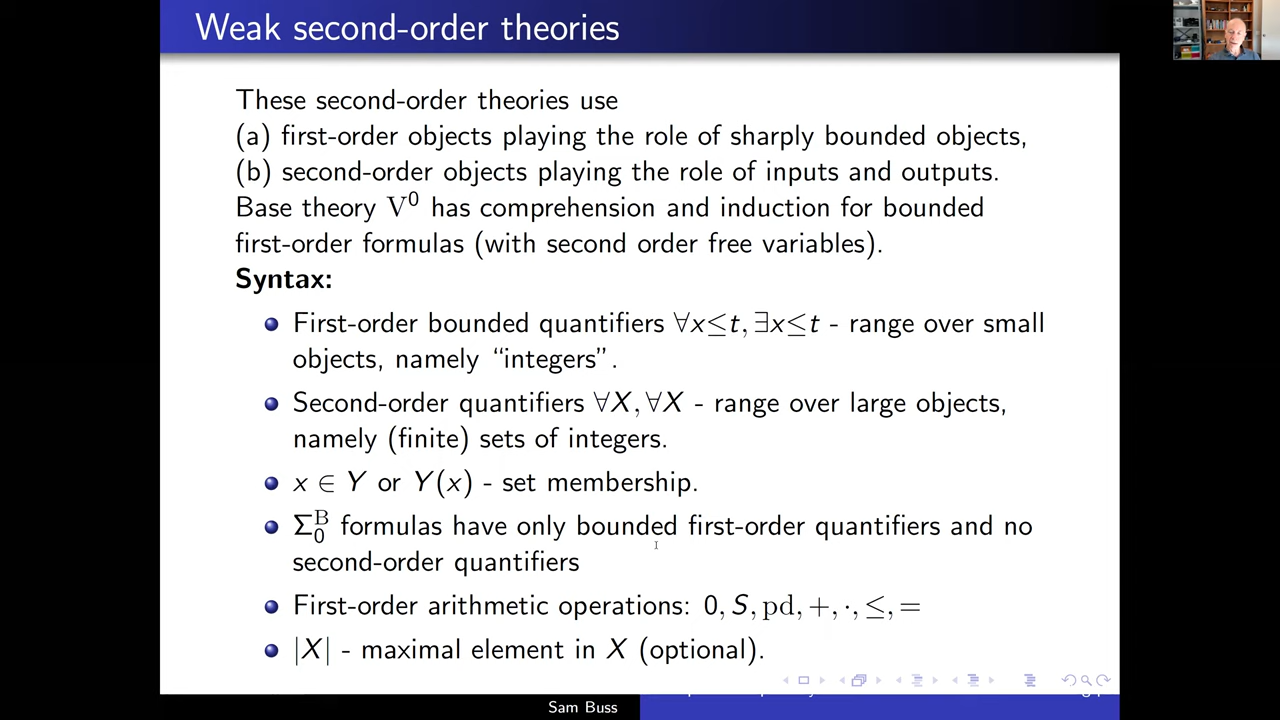 Weak second-order theories
These second-order theories use
(a) first-order objects playing the role of sharply bounded objects,
(b) second-order objects playing the role of inputs and outputs.
Base theory V⁰ has comprehension and induction for bounded
first-order formulas (with second order free variables).
Syntax:
First-order bounded quantifiers ∀x≤t, ∃x≤t - range over small
objects, namely “integers”.
Second-order quantifiers ∀X, ∀X - range over large objects,
namely (finite) sets of integers.
x ∈ Y or Y(x) - set membership.
Σ₀ᴮ formulas have only bounded first-order quantifiers and no
second-order quantifiers
First-order arithmetic operations: 0, S, pd, +, ·, ≤, =
|X| - maximal element in X (optional).
Sam Buss